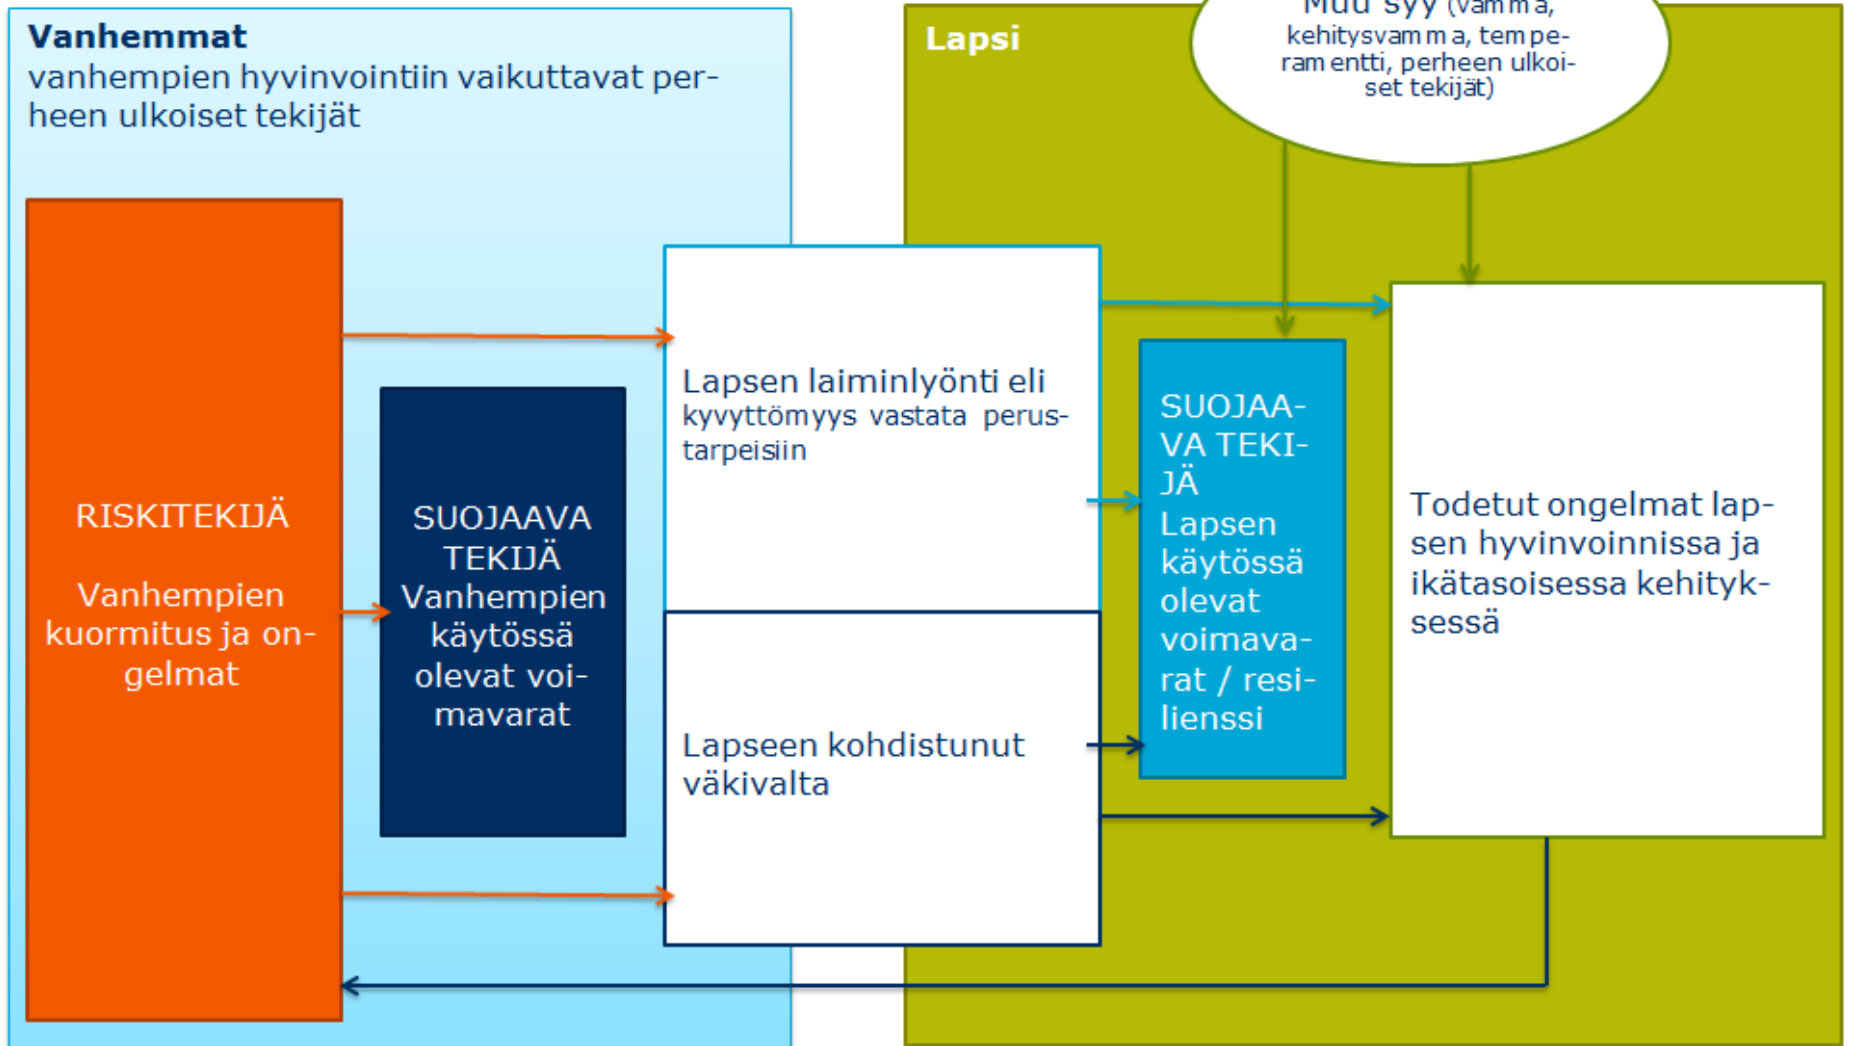 Vanhemmat
vanhempien hyvinvointiin vaikuttavat per-
heen ulkoiset tekijät
RISKITEKIJÄ
Vanhempien
kuormitus ja on-
gelmat
SUOJAAVA
TEKIJÄ
Vanhempien
käytössä
olevat voi-
mavarat
Lapsen laiminlyönti eli
kyvyttömyys vastata perus-
tarpeisiin
Lapseen kohdistunut
väkivalta
Lapsi
Muu syy (vamma,
kehitysvamma, tempe-
ramentti, perheen ulkoi-
set tekijät)
SUOJAA-
VA TEKI-
JÄ
Lapsen
käytössä
olevat
voimava-
rat / resi-
lienssi
Todetut ongelmat lap-
sen hyvinvoinnissa ja
ikätasoisessa kehityk-
sessä